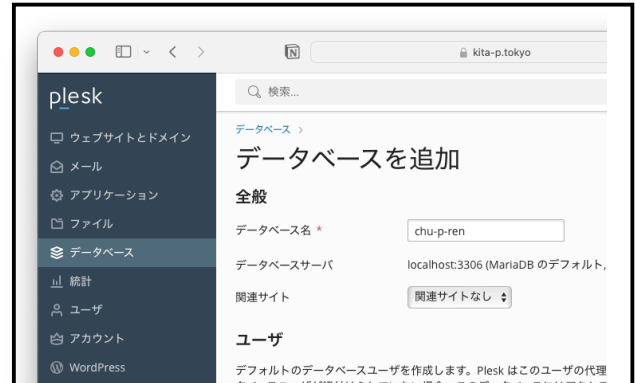 kita-p.tokyo
plesk
検索...
ウェブサイトとドメイン
メール
アプリケーション
ファイル
データベース
統計
ユーザ
アカウント
WordPress
データベース >
データベースを追加
全般
データベース名 *
chu-p-ren
データベースサーバ
localhost:3306 (MariaDB のデフォルト,
関連サイト
関連サイトなし
ユーザ
デフォルトのデータベースユーザを作成します。Plesk はこのユーザの代理